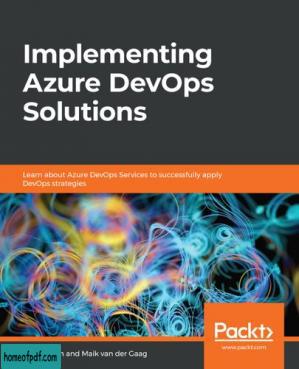 Implementing
Azure DevOps
Solutions
Learn about Azure DevOps Services to successfully apply
DevOps strategies
Packt>
www.packt.com
and Maik van der Gaag
homeofpdf.com